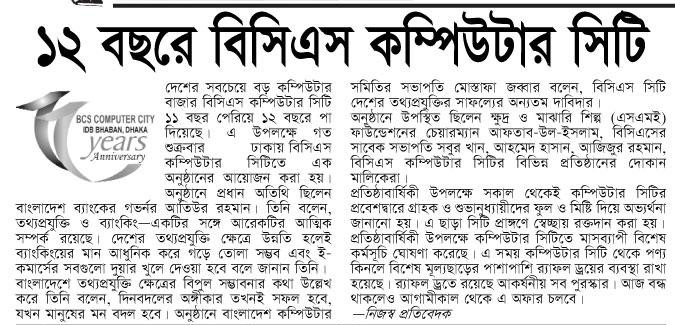 ১২ বছরে বিসিএস কম্পিউটার সিটি
BCS COMPUTER CITY
IDB BHABAN, DHAKA
years
Anniversary
দেশের সবচেয়ে বড় কম্পিউটার
বাজার বিসিএস কম্পিউটার সিটি
১১ বছর পেরিয়ে ১২ বছরে পা
দিয়েছে। এ উপলক্ষে গত
শুক্রবার ঢাকায় বিসিএস
কম্পিউটার সিটিতে এক
অনুষ্ঠানের আয়োজন করা হয়।
অনুষ্ঠানে প্রধান অতিথি ছিলেন
বাংলাদেশ ব্যাংকের গভর্নর আতিউর রহমান। তিনি বলেন,
তথ্যপ্রযুক্তি ও ব্যাংকিং—একটির সঙ্গে আরেকটির আত্মিক
সম্পর্ক রয়েছে। দেশের তথ্যপ্রযুক্তি ক্ষেত্রে উন্নতি হলেই
ব্যাংকিংয়ের মান আধুনিক করে গড়ে তোলা সম্ভব এবং ই-
কমার্সের সবগুলো দুয়ার খুলে দেওয়া হবে বলে জানান তিনি।
বাংলাদেশে তথ্যপ্রযুক্তি ক্ষেত্রের বিপুল সম্ভাবনার কথা উল্লেখ
করে তিনি বলেন, দিনবদলের অঙ্গীকার তখনই সফল হবে,
যখন মানুষের মন বদল হবে। অনুষ্ঠানে বাংলাদেশ কম্পিউটার
সমিতির সভাপতি মোস্তাফা জব্বার বলেন, বিসিএস সিটি
দেশের তথ্যপ্রযুক্তির সাফল্যের অন্যতম দাবিদার।
অনুষ্ঠানে উপস্থিত ছিলেন ক্ষুদ্র ও মাঝারি শিল্প (এসএমই)
ফাউন্ডেশনের চেয়ারম্যান আফতাব-উল-ইসলাম, বিসিএসের
সাবেক সভাপতি সবুর খান, আহমেদ হাসান, আজিজুর রহমান,
বিসিএস কম্পিউটার সিটির বিভিন্ন প্রতিষ্ঠানের দোকান
মালিকেরা।
প্রতিষ্ঠাবার্ষিকী উপলক্ষে সকাল থেকেই কম্পিউটার সিটির
প্রবেশদ্বারে গ্রাহক ও শুভানুধ্যায়ীদের ফুল ও মিষ্টি দিয়ে অভ্যর্থনা
জানানো হয়। এ ছাড়া সিটি প্রাঙ্গণে স্বেচ্ছায় রক্তদান করা হয়।
প্রতিষ্ঠাবার্ষিকী উপলক্ষে কম্পিউটার সিটিতে মাসব্যাপী বিশেষ
কর্মসূচি ঘোষণা করেছে। এ সময় কম্পিউটার সিটি থেকে পণ্য
কিনলে বিশেষ মূল্যছাড়ের পাশাপাশি র‍্যাফল ড্রয়ের ব্যবস্থা রাখা
হয়েছে। র‍্যাফল ড্রতে রয়েছে আকর্ষণীয় সব পুরস্কার। আজ বন্ধ
থাকলেও আগামীকাল থেকে এ অফার চলবে।
—নিজস্ব প্রতিবেদক